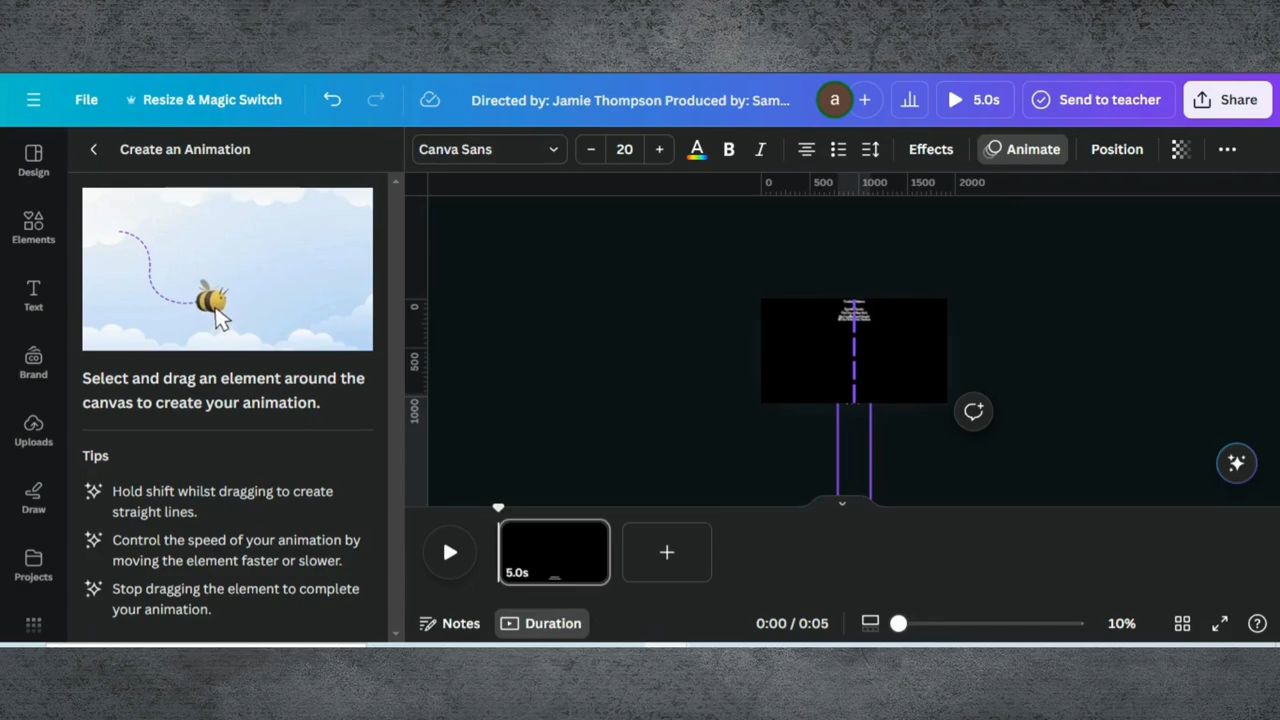 File
Resize & Magic Switch
Directed by: Jamie Thompson Produced by: Sam...
a
5.0s
Send to teacher
Share
Design
Elements
Text
Brand
Uploads
Draw
Projects
Create an Animation
Select and drag an element around the
canvas to create your animation.
Tips
Hold shift whilst dragging to create
straight lines.
Control the speed of your animation by
moving the element faster or slower.
Stop dragging the element to complete
your animation.
Canva Sans
20
A
B
I
Effects
Animate
Position
0 500 1000 1500 2000
0
500
1000
5.0s
Notes
Duration
0:00 / 0:05
10%